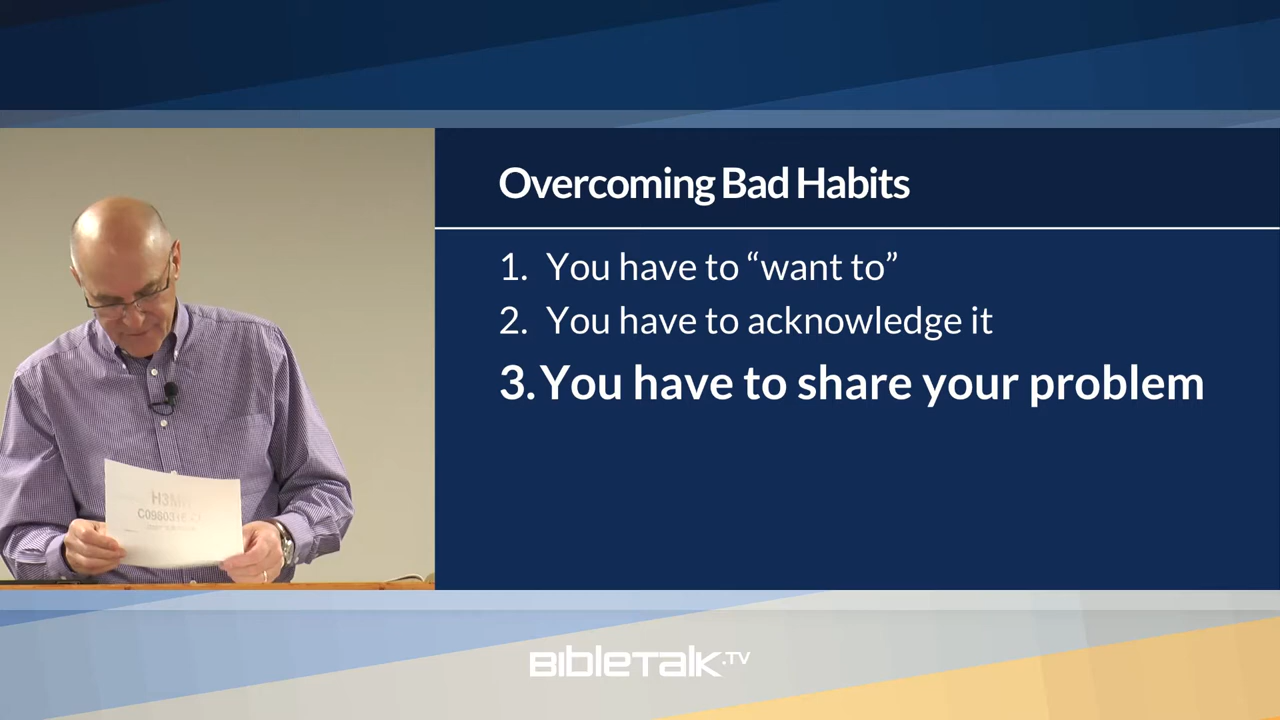 Overcoming Bad Habits
1. You have to “want to”
2. You have to acknowledge it
3. You have to share your problem
BIBLETALK.TV